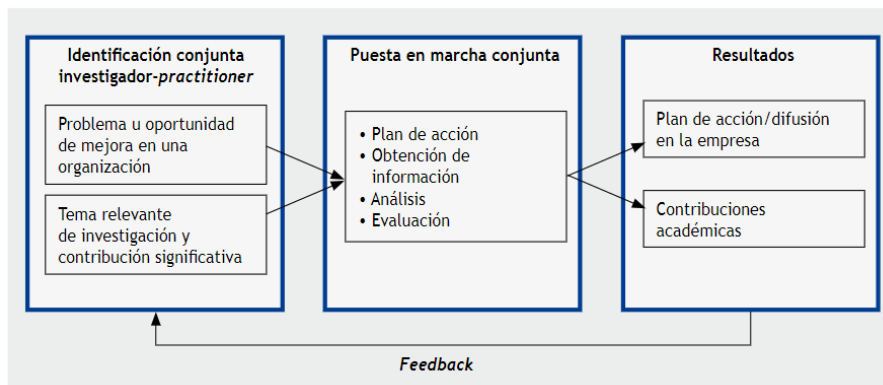 Identificación conjunta
investigador-practitioner
Problema u oportunidad
de mejora en una
organización
Tema relevante
de investigación y
contribución significativa
Puesta en marcha conjunta
• Plan de acción
• Obtención de
información
• Análisis
• Evaluación
Resultados
Plan de acción/difusión
en la empresa
Contribuciones
académicas
Feedback